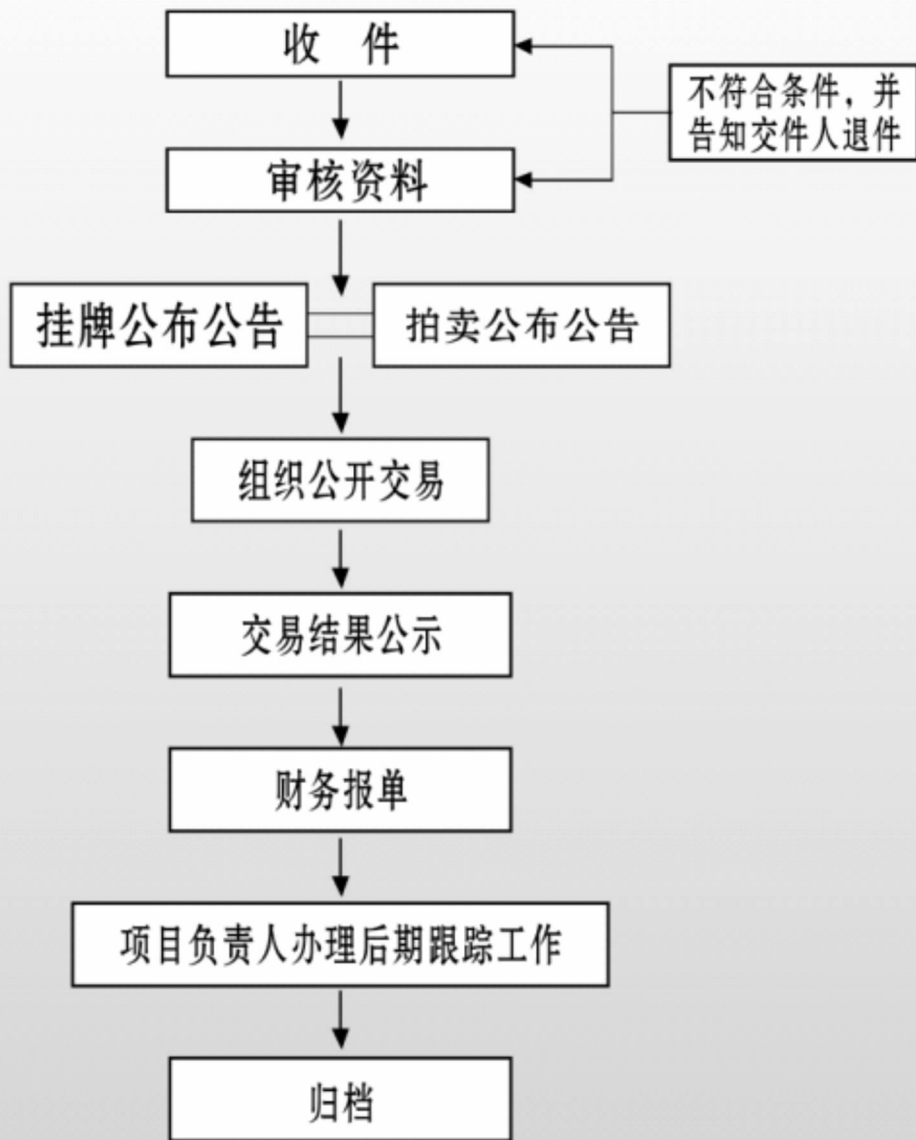 收 件
不符合条件，并
告知交件人退件
审核资料
挂牌公布公告
拍卖公布公告
组织公开交易
交易结果公示
财务报单
项目负责人办理后期跟踪工作
归档